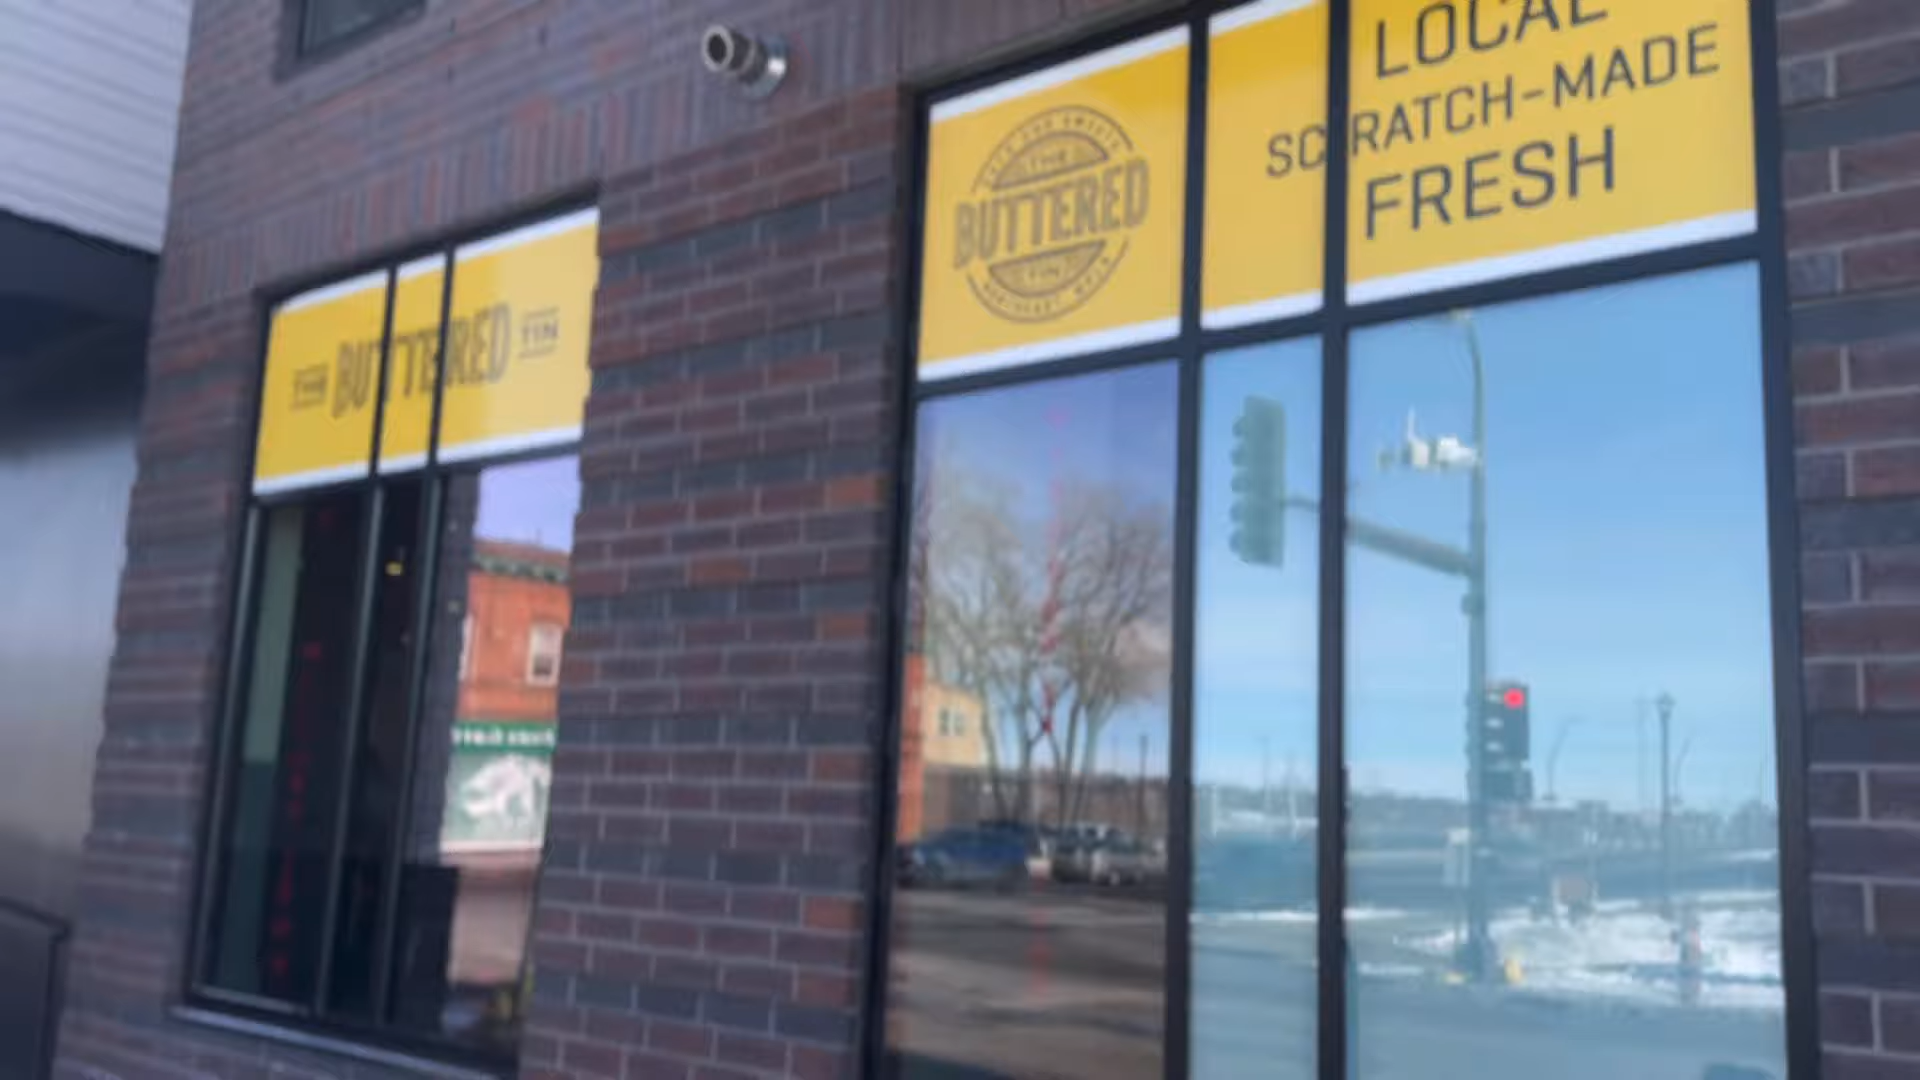 THE BUTTERED TIN
THE
BUTTERED
TIN
LOCAL
SCRATCH-MADE
FRESH